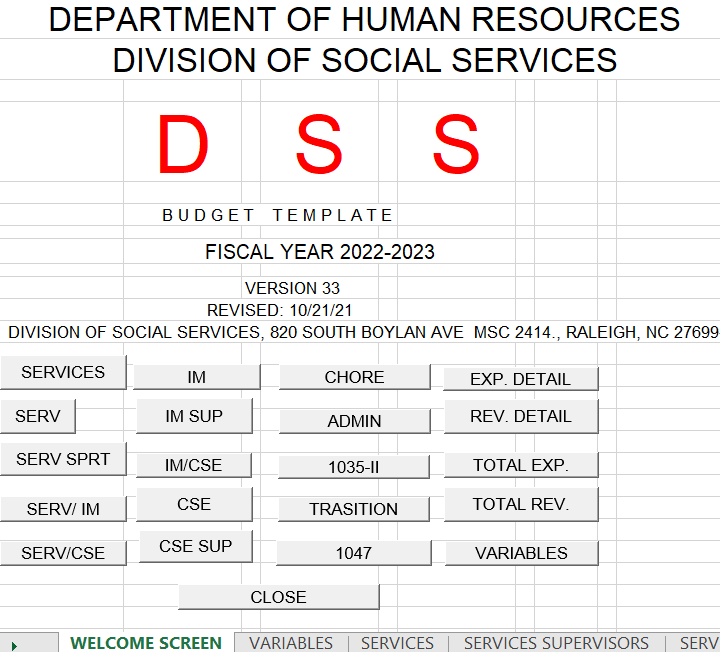 DEPARTMENT OF HUMAN RESOURCES
DIVISION OF SOCIAL SERVICES
D S S
BUDGET TEMPLATE
FISCAL YEAR 2022-2023
VERSION 33
REVISED: 10/21/21
DIVISION OF SOCIAL SERVICES, 820 SOUTH BOYLAN AVE MSC 2414., RALEIGH, NC 27699
SERVICES IM CHORE EXP. DETAIL
SERV IM SUP ADMIN REV. DETAIL
SERV SPRT IM/CSE 1035-II TOTAL EXP.
SERV/ IM CSE TRASITION TOTAL REV.
SERV/CSE CSE SUP 1047 VARIABLES
CLOSE
WELCOME SCREEN VARIABLES SERVICES SERVICES SUPERVISORS SERV